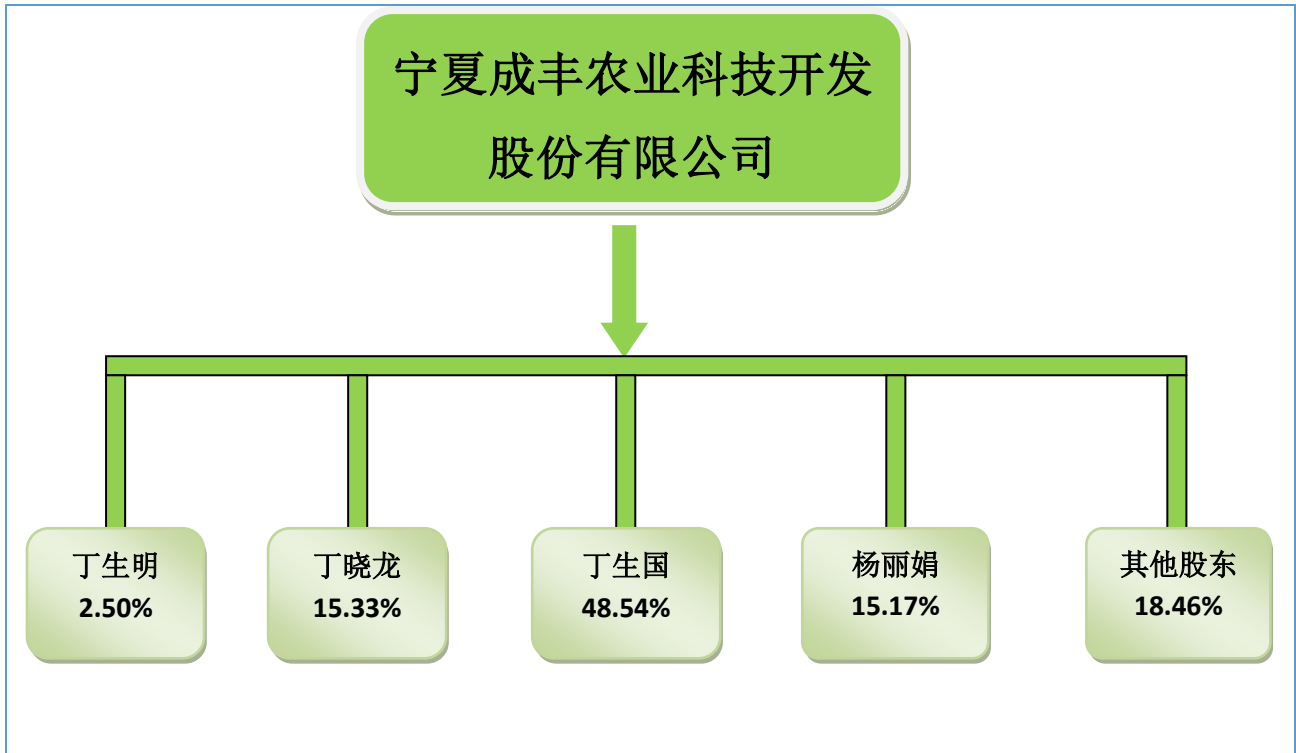 宁夏成丰农业科技开发
股份有限公司
丁生明
2.50%
丁晓龙
15.33%
丁生国
48.54%
杨丽娟
15.17%
其他股东
18.46%